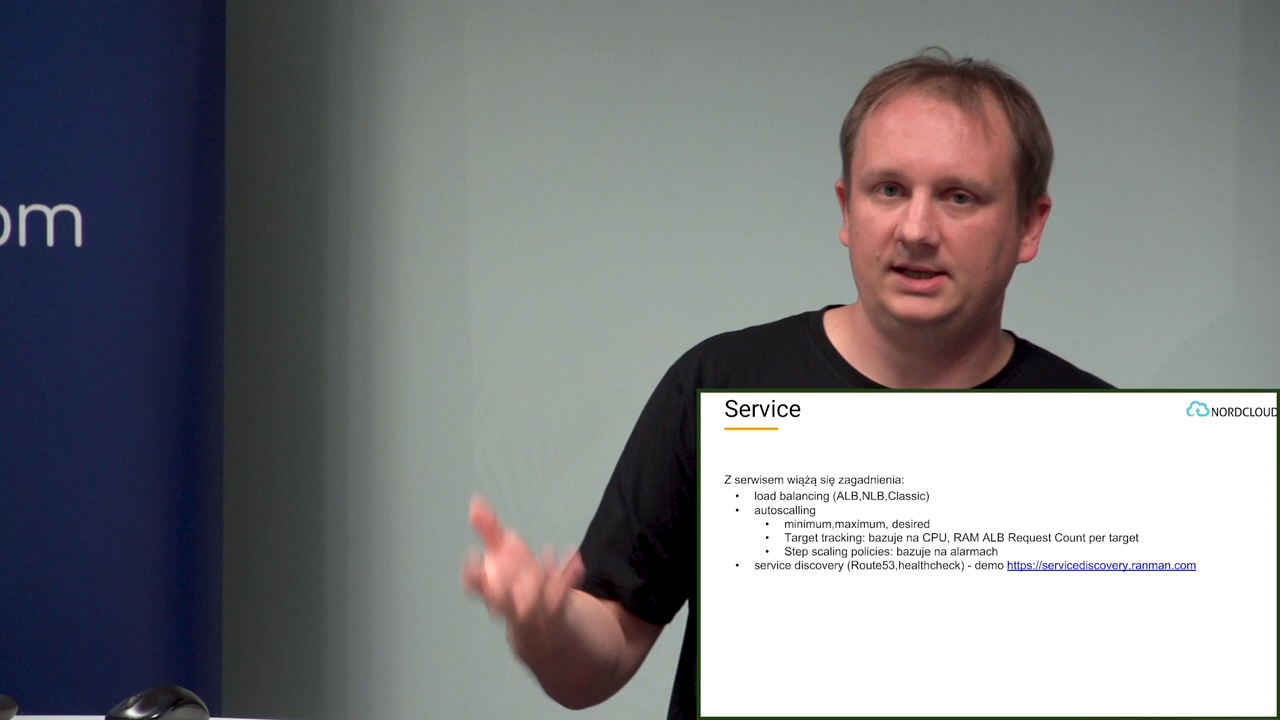 om
Service
NORDCLOUD
Z serwisem wiążą się zagadnienia:
• load balancing (ALB,NLB,Classic)
• autoscalling
• minimum,maximum, desired
• Target tracking: bazuje na CPU, RAM ALB Request Count per target
• Step scaling policies: bazuje na alarmach
• service discovery (Route53,healthcheck) - demo https://servicediscovery.ranman.com